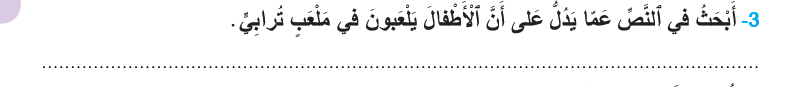 3- أَبْحَثُ في ٱلنَّصِّ عَمّا يَدُلُّ عَلى أَنَّ ٱلْأَطْفالَ يَلْعَبونَ في مَلْعَبٍ تُرابِيٍّ.
................................................................................................................................